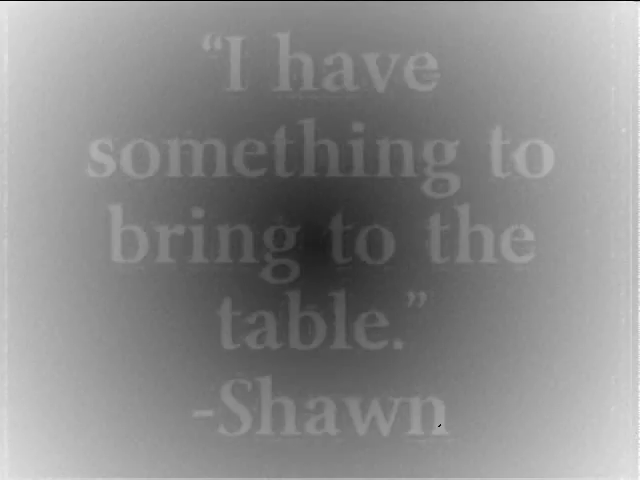 “I have
something to
bring to the
table.”
-Shawn